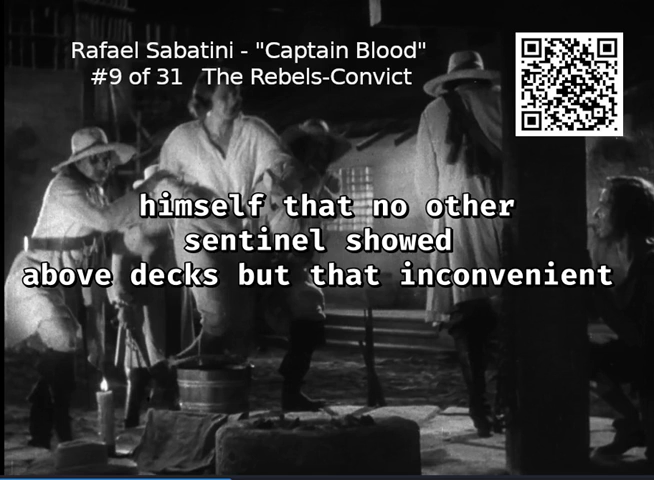 Rafael Sabatini - "Captain Blood"
#9 of 31 The Rebels-Convict
himself that no other
sentinel showed
above decks but that inconvenient